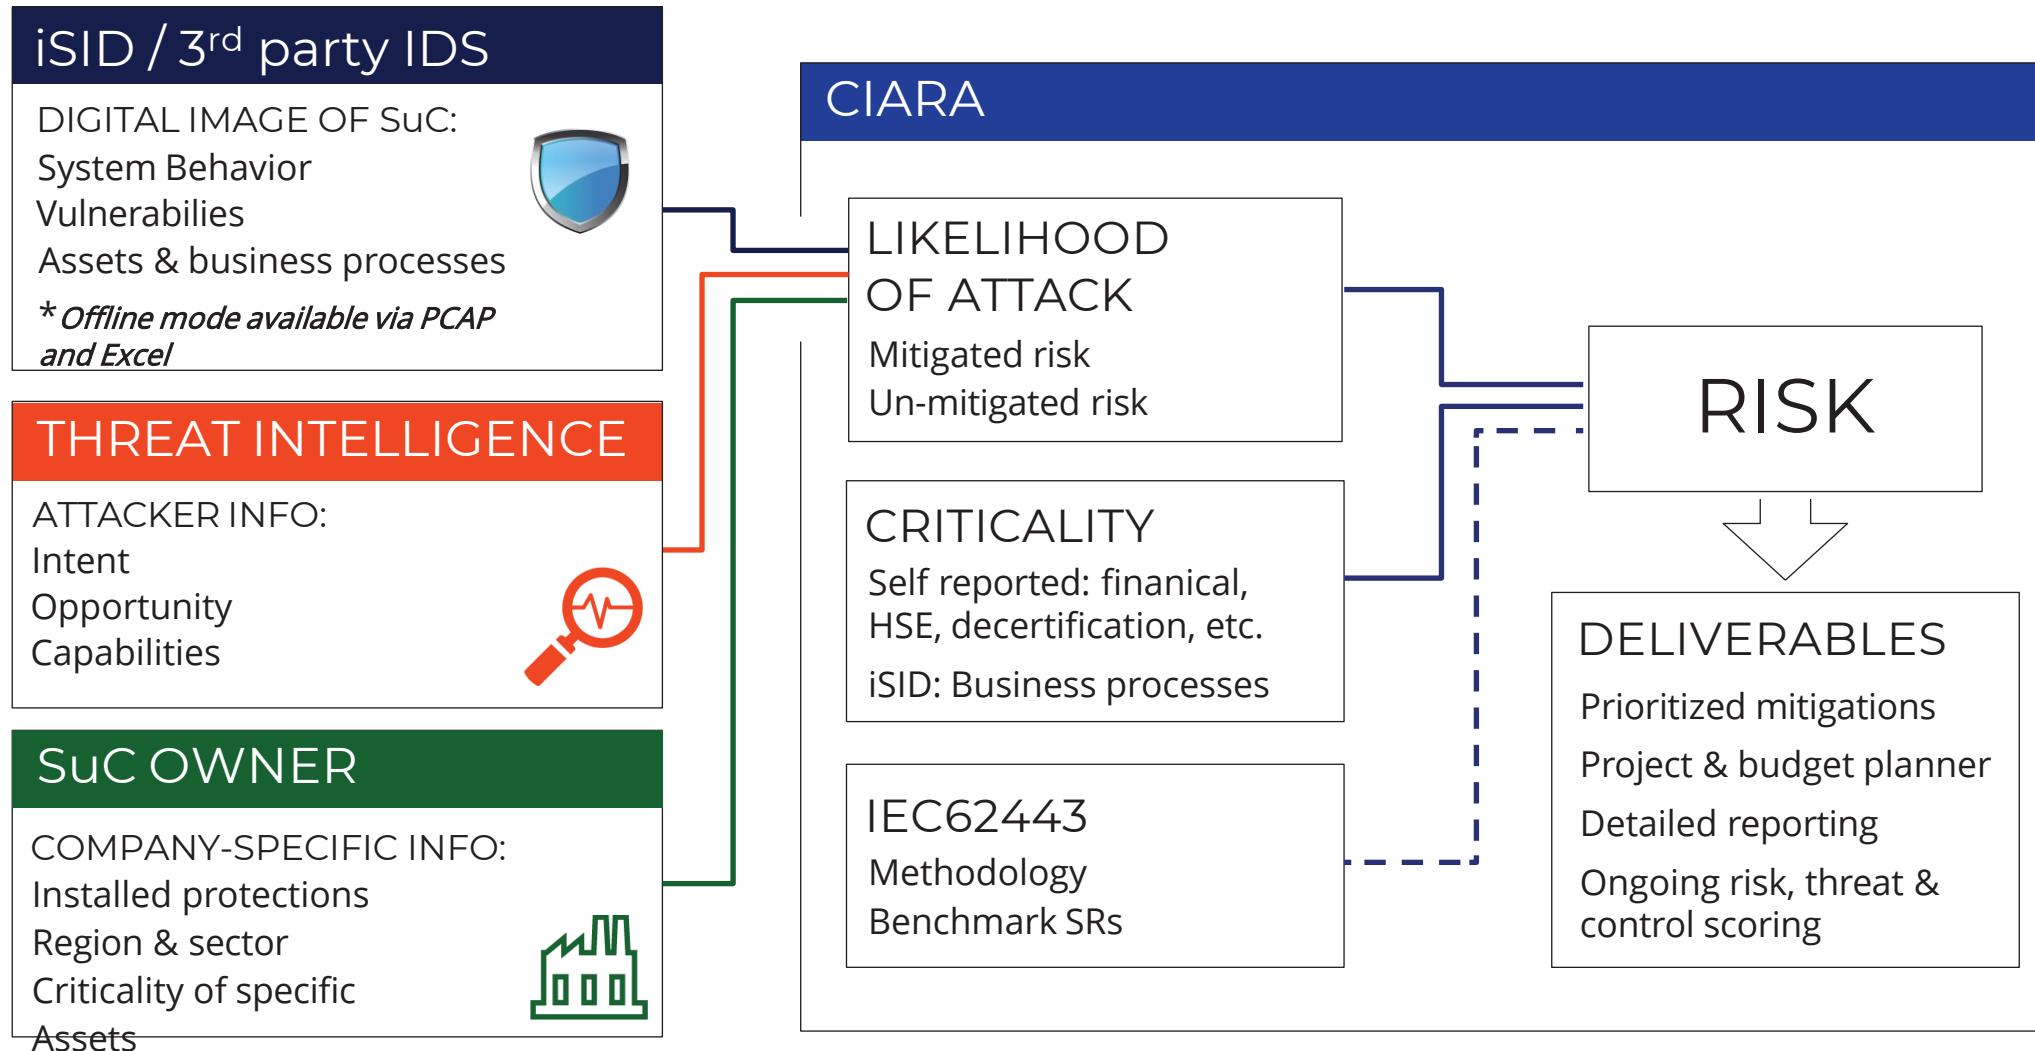 iSID / 3rd party IDS
DIGITAL IMAGE OF SuC:
System Behavior
Vulnerabilies
Assets & business processes
* Offline mode available via PCAP
and Excel
THREAT INTELLIGENCE
ATTACKER INFO:
Intent
Opportunity
Capabilities
SuC OWNER
COMPANY-SPECIFIC INFO:
Installed protections
Region & sector
Criticality of specific
Assets
CIARA
LIKELIHOOD
OF ATTACK
Mitigated risk
Un-mitigated risk
CRITICALITY
Self reported: finanical,
HSE, decertification, etc.
iSID: Business processes
IEC62443
Methodology
Benchmark SRs
RISK
DELIVERABLES
Prioritized mitigations
Project & budget planner
Detailed reporting
Ongoing risk, threat &
control scoring